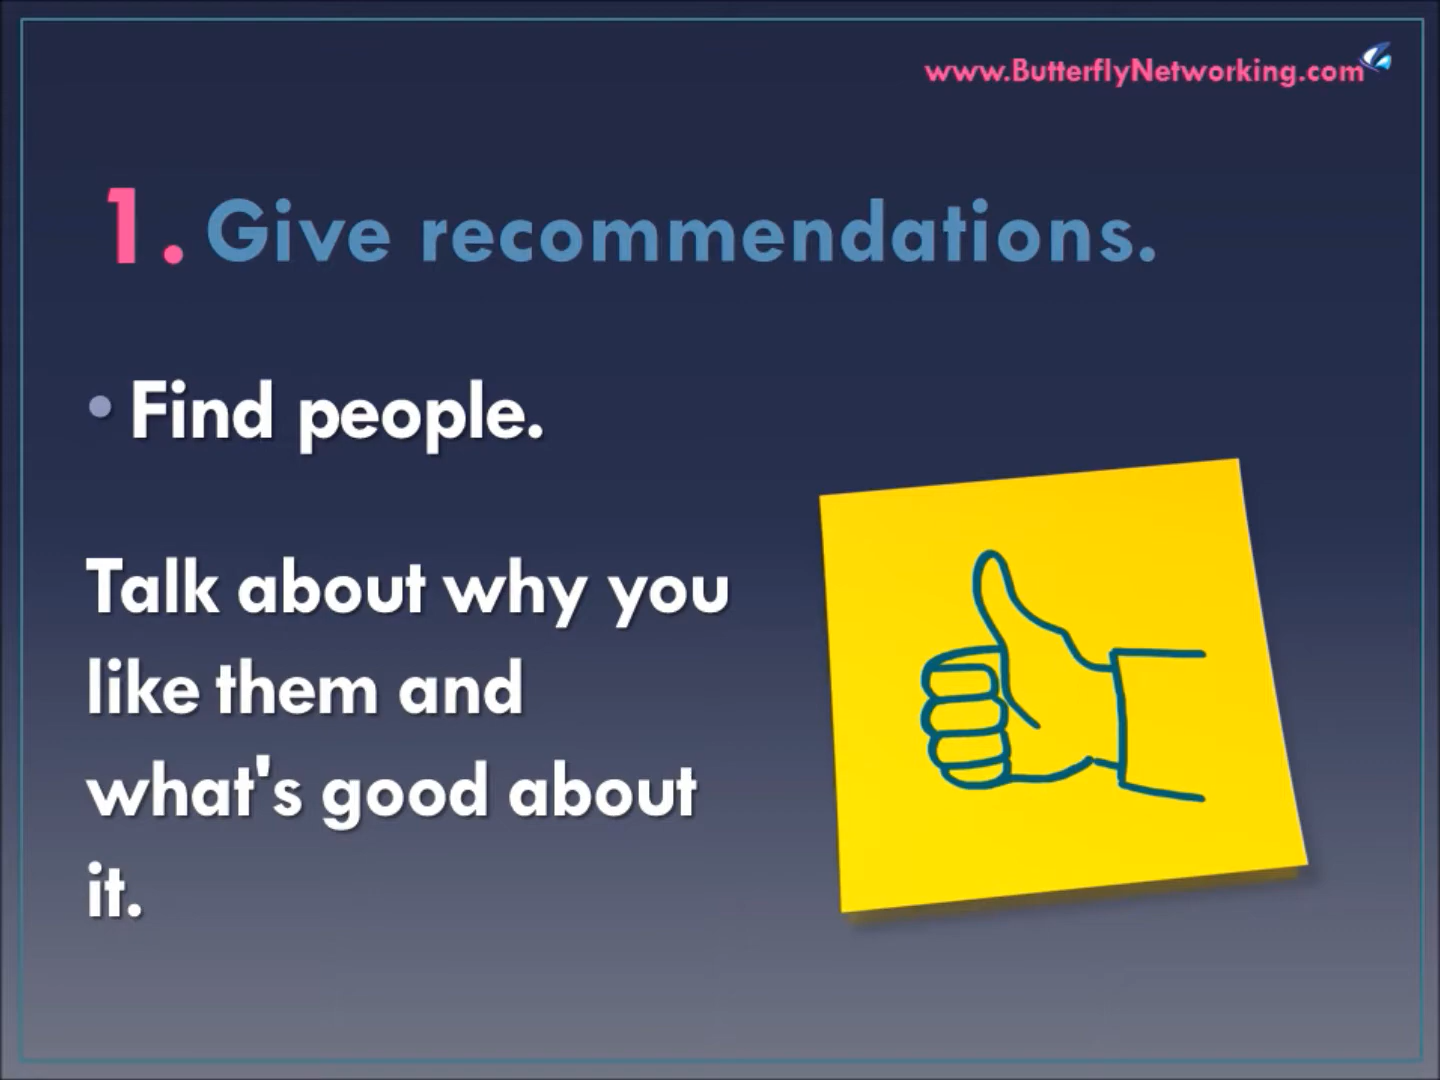 www.ButterflyNetworking.com
1. Give recommendations.
• Find people.
Talk about why you
like them and
what's good about
it.